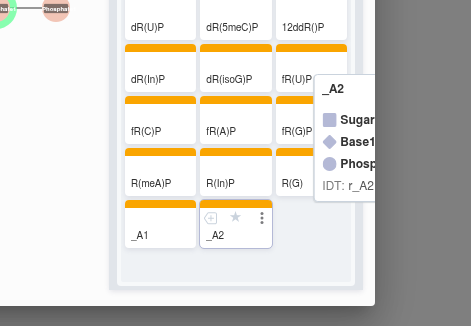 Phosphat
dR(U)P dR(5meC)P 12ddR()P
dR(In)P dR(isoG)P fR(U)P
_A2
Sugar
fR(C)P fR(A)P fR(G)P
Base1
Phosp
R(meA)P R(In)P R(G)
IDT: r_A2
_A1 _A2